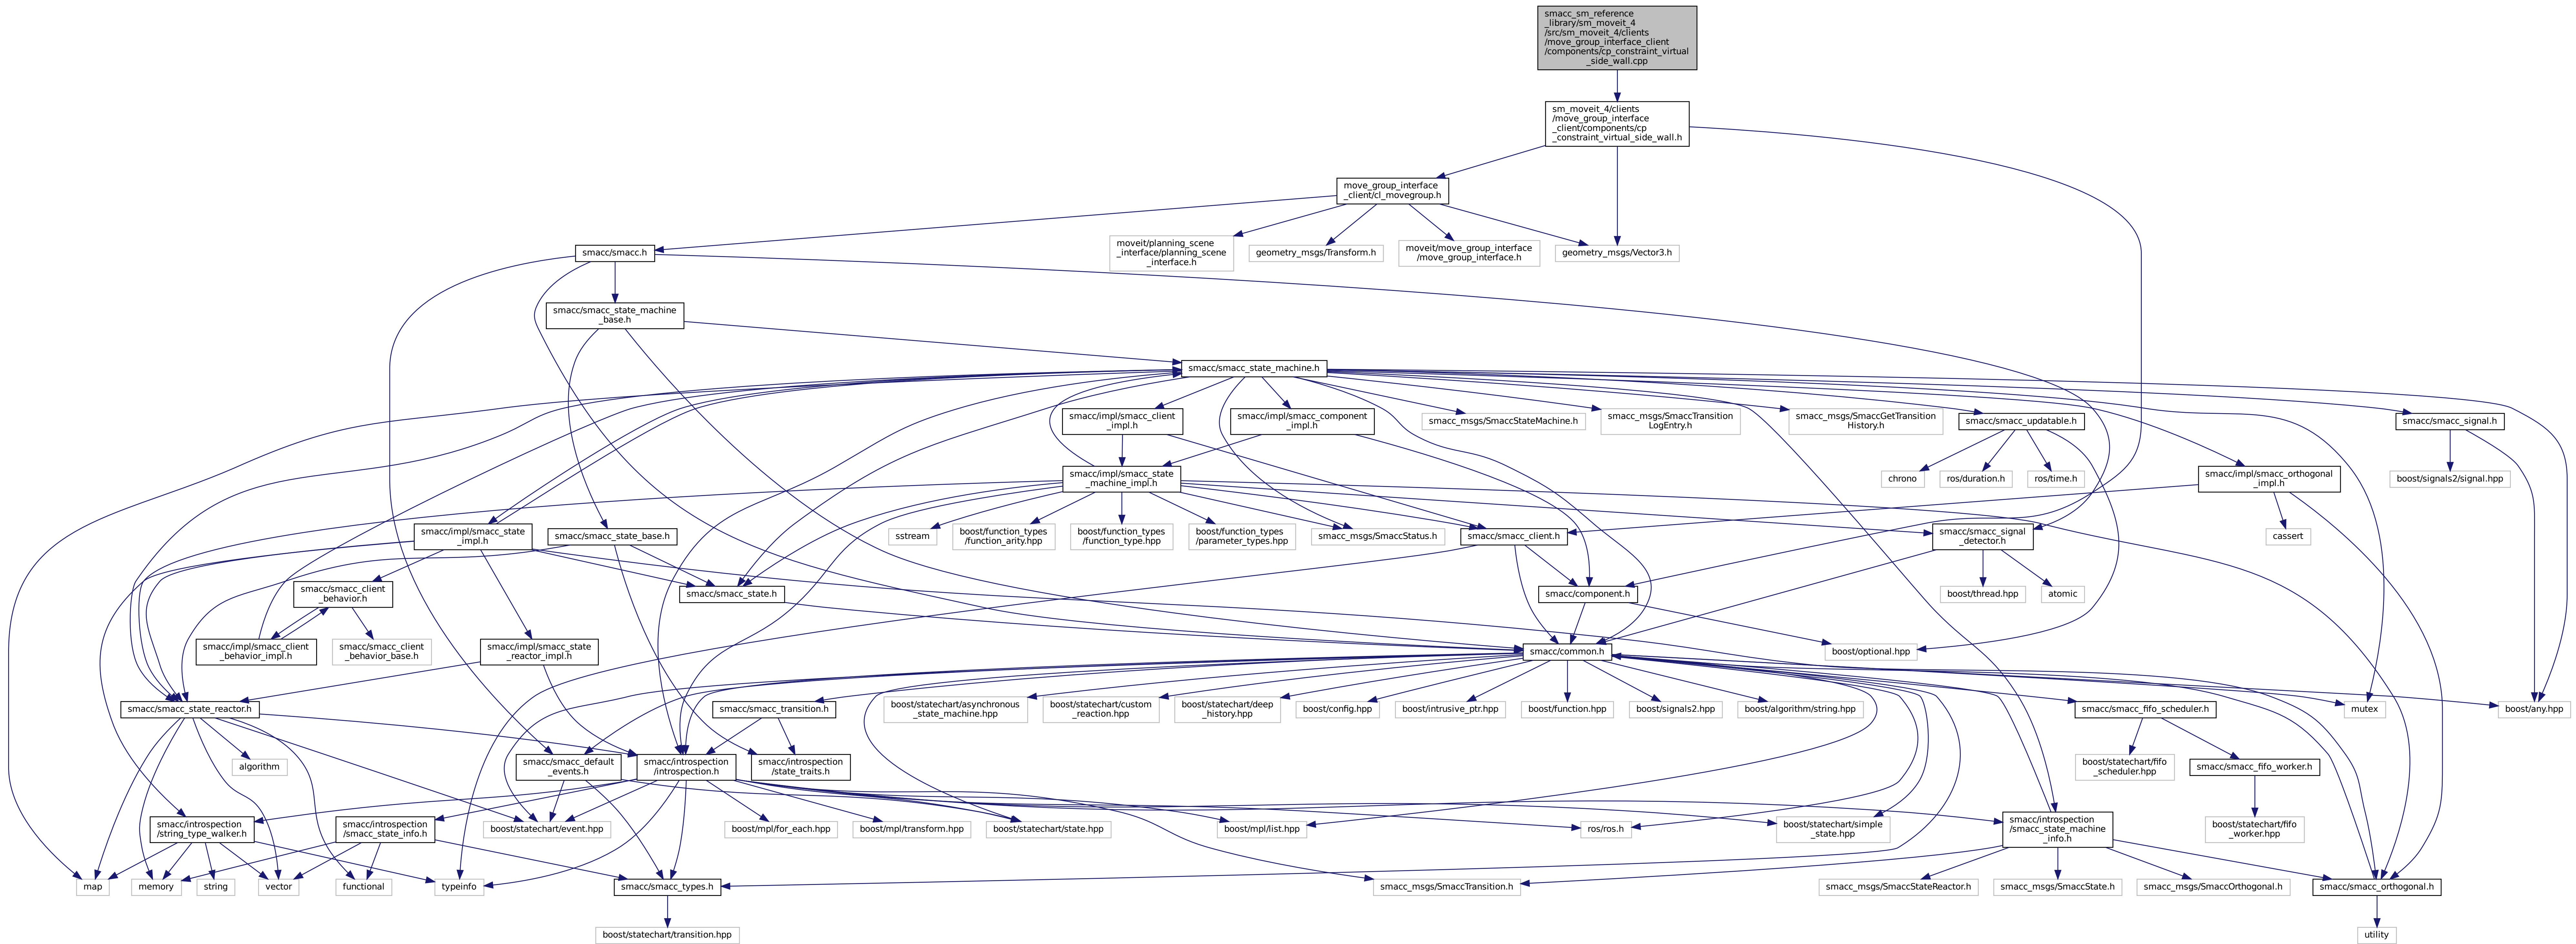 smacc_sm_reference
_library/sm_moveit_4
/src/sm_moveit_4/clients
/move_group_interface_client
/components/cp_constraint_virtual
_side_wall.cpp
sm_moveit_4/clients
/move_group_interface
_client/components/cp
_constraint_virtual_side_wall.h
move_group_interface
_client/cl_movegroup.h
smacc/smacc.h
moveit/planning_scene
_interface/planning_scene
_interface.h
geometry_msgs/Transform.h
moveit/move_group_interface
/move_group_interface.h
geometry_msgs/Vector3.h
smacc/smacc_state_machine
_base.h
smacc/smacc_state_machine.h
smacc/impl/smacc_client
_impl.h
smacc/impl/smacc_component
_impl.h
smacc_msgs/SmaccStateMachine.h
smacc_msgs/SmaccTransition
LogEntry.h
smacc_msgs/SmaccGetTransition
History.h
smacc/smacc_updatable.h
smacc/smacc_signal.h
smacc/impl/smacc_state
_machine_impl.h
chrono
ros/duration.h
ros/time.h
smacc/impl/smacc_orthogonal
_impl.h
boost/signals2/signal.hpp
smacc/impl/smacc_state
_impl.h
smacc/smacc_state_base.h
sstream
boost/function_types
/function_arity.hpp
boost/function_types
/function_type.hpp
boost/function_types
/parameter_types.hpp
smacc_msgs/SmaccStatus.h
smacc/smacc_client.h
smacc/smacc_signal
_detector.h
cassert
smacc/smacc_client
_behavior.h
smacc/smacc_state.h
smacc/component.h
boost/thread.hpp
atomic
smacc/impl/smacc_client
_behavior_impl.h
smacc/smacc_client
_behavior_base.h
smacc/impl/smacc_state
_reactor_impl.h
smacc/common.h
boost/optional.hpp
smacc/smacc_state_reactor.h
smacc/smacc_transition.h
boost/statechart/asynchronous
_state_machine.hpp
boost/statechart/custom
_reaction.hpp
boost/statechart/deep
_history.hpp
boost/config.hpp
boost/intrusive_ptr.hpp
boost/function.hpp
boost/signals2.hpp
boost/algorithm/string.hpp
smacc/smacc_fifo_scheduler.h
mutex
boost/any.hpp
algorithm
smacc/smacc_default
_events.h
smacc/introspection
/introspection.h
smacc/introspection
/state_traits.h
boost/statechart/fifo
_scheduler.hpp
smacc/smacc_fifo_worker.h
smacc/introspection
/string_type_walker.h
smacc/introspection
/smacc_state_info.h
boost/statechart/event.hpp
boost/mpl/for_each.hpp
boost/mpl/transform.hpp
boost/statechart/state.hpp
boost/mpl/list.hpp
ros/ros.h
boost/statechart/simple
_state.hpp
smacc/introspection
/smacc_state_machine
_info.h
boost/statechart/fifo
_worker.hpp
map
memory
string
vector
functional
typeinfo
smacc/smacc_types.h
smacc_msgs/SmaccTransition.h
smacc_msgs/SmaccStateReactor.h
smacc_msgs/SmaccState.h
smacc_msgs/SmaccOrthogonal.h
smacc/smacc_orthogonal.h
boost/statechart/transition.hpp
utility